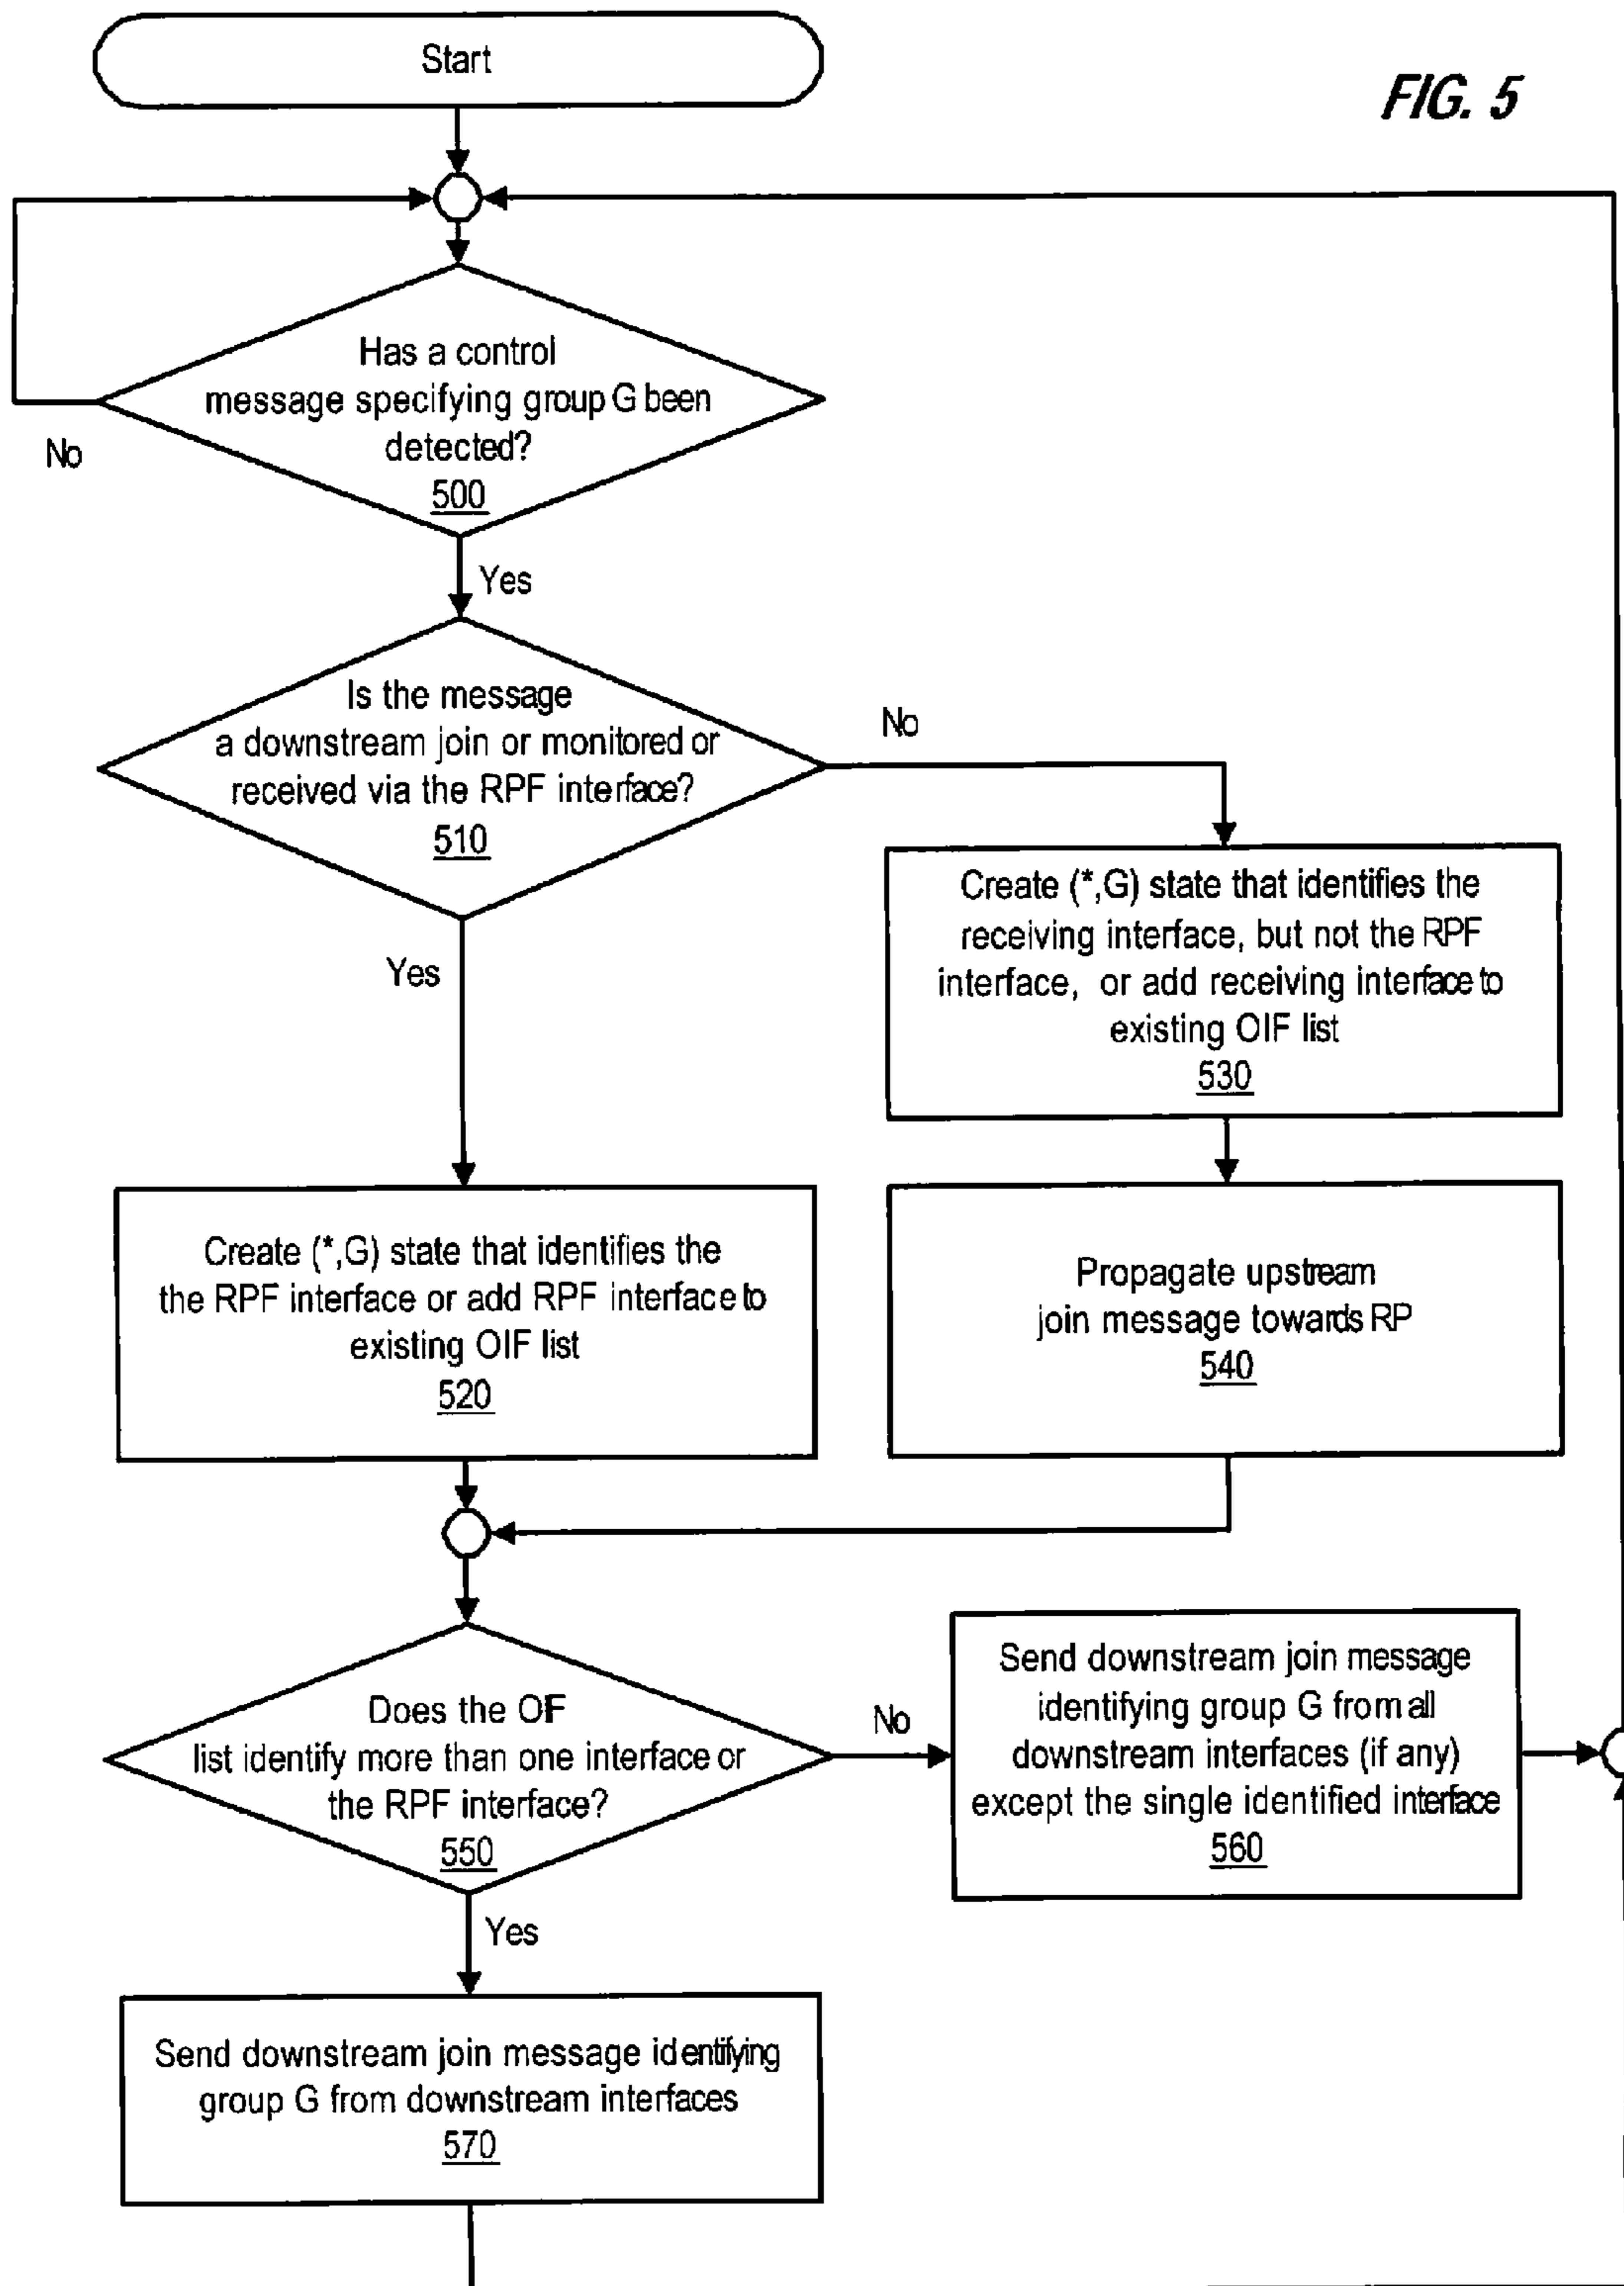 Start
FIG. 5
Has a control
message specifying group G been
detected?
500
No
Yes
Is the message
a downstream join or monitored or
received via the RPF interface?
510
No
Yes
Create (*,G) state that identifies the
receiving interface, but not the RPF
interface, or add receiving interface to
existing OIF list
530
Create (*,G) state that identifies the
the RPF interface or add RPF interface to
existing OIF list
520
Propagate upstream
join message towards RP
540
Does the OIF
list identify more than one interface or
the RPF interface?
550
No
Yes
Send downstream join message
identifying group G from all
downstream interfaces (if any)
except the single identified interface
560
Send downstream join message identifying
group G from downstream interfaces
570